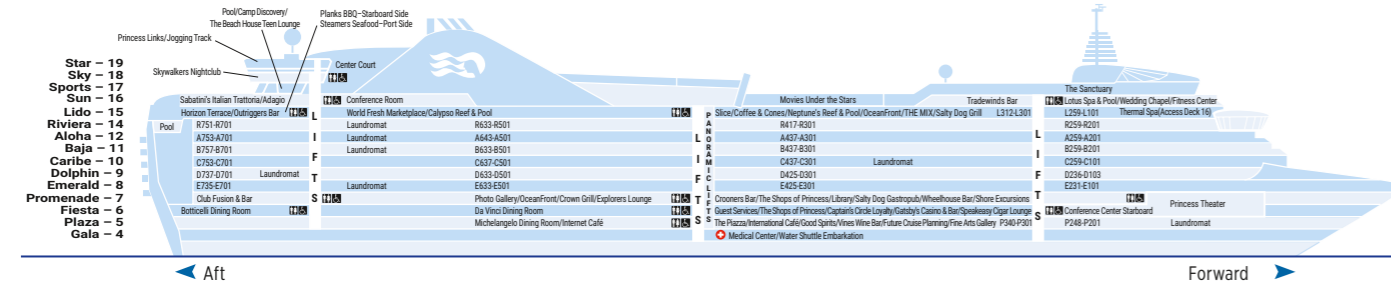 Pool/Camp Discovery/
The Beach House Teen Lounge
Planks BBQ–Starboard Side
Steamers Seafood–Port Side
Princess Links/Jogging Track
Skywalkers Nightclub
Center Court
Star – 19
Sky – 18
Sports – 17
The Sanctuary
Sun – 16
Sabatini's Italian Trattoria/Adagio
Conference Room
Movies Under the Stars
Tradewinds Bar
Lotus Spa & Pool/Wedding Chapel/Fitness Center
Lido – 15
Horizon Terrace/Outriggers Bar
World Fresh Marketplace/Calypso Reef & Pool
Slice/Coffee & Cones/Neptune's Reef & Pool/OceanFront/THE MIX/Salty Dog Grill
L312-L301
L259-L101
Thermal Spa(Access Deck 16)
Riviera – 14
Pool
R751-R701
Laundromat
R633-R501
R417-R301
R259-R201
Aloha – 12
A753-A701
Laundromat
A643-A501
A437-A301
A259-A201
Baja – 11
B757-B701
Laundromat
B633-B501
B437-B301
B259-B201
Caribe – 10
C753-C701
C637-C501
C437-C301
Laundromat
C259-C101
Dolphin – 9
D737-D701
Laundromat
D633-D501
D425-D301
D236-D103
Emerald – 8
E735-E701
Laundromat
E633-E501
E425-E301
E231-E101
Promenade – 7
Club Fusion & Bar
Photo Gallery/OceanFront/Crown Grill/Explorers Lounge
Crooners Bar/The Shops of Princess/Library/Salty Dog Gastropub/Wheelhouse Bar/Shore Excursions
Princess Theater
Fiesta – 6
Botticelli Dining Room
Da Vinci Dining Room
Guest Services/The Shops of Princess/Captain's Circle Loyalty/Gatsby's Casino & Bar/Speakeasy Cigar Lounge
Conference Center Starboard
Plaza – 5
Michelangelo Dining Room/Internet Café
The Piazza/International Café/Good Spirits/Vines Wine Bar/Future Cruise Planning/Fine Arts Gallery
P340-P301
P248-P201
Laundromat
Gala – 4
Medical Center/Water Shuttle Embarkation
LIFTS
LIFTS
PANORAMIC LIFTS
LIFTS
Aft
Forward